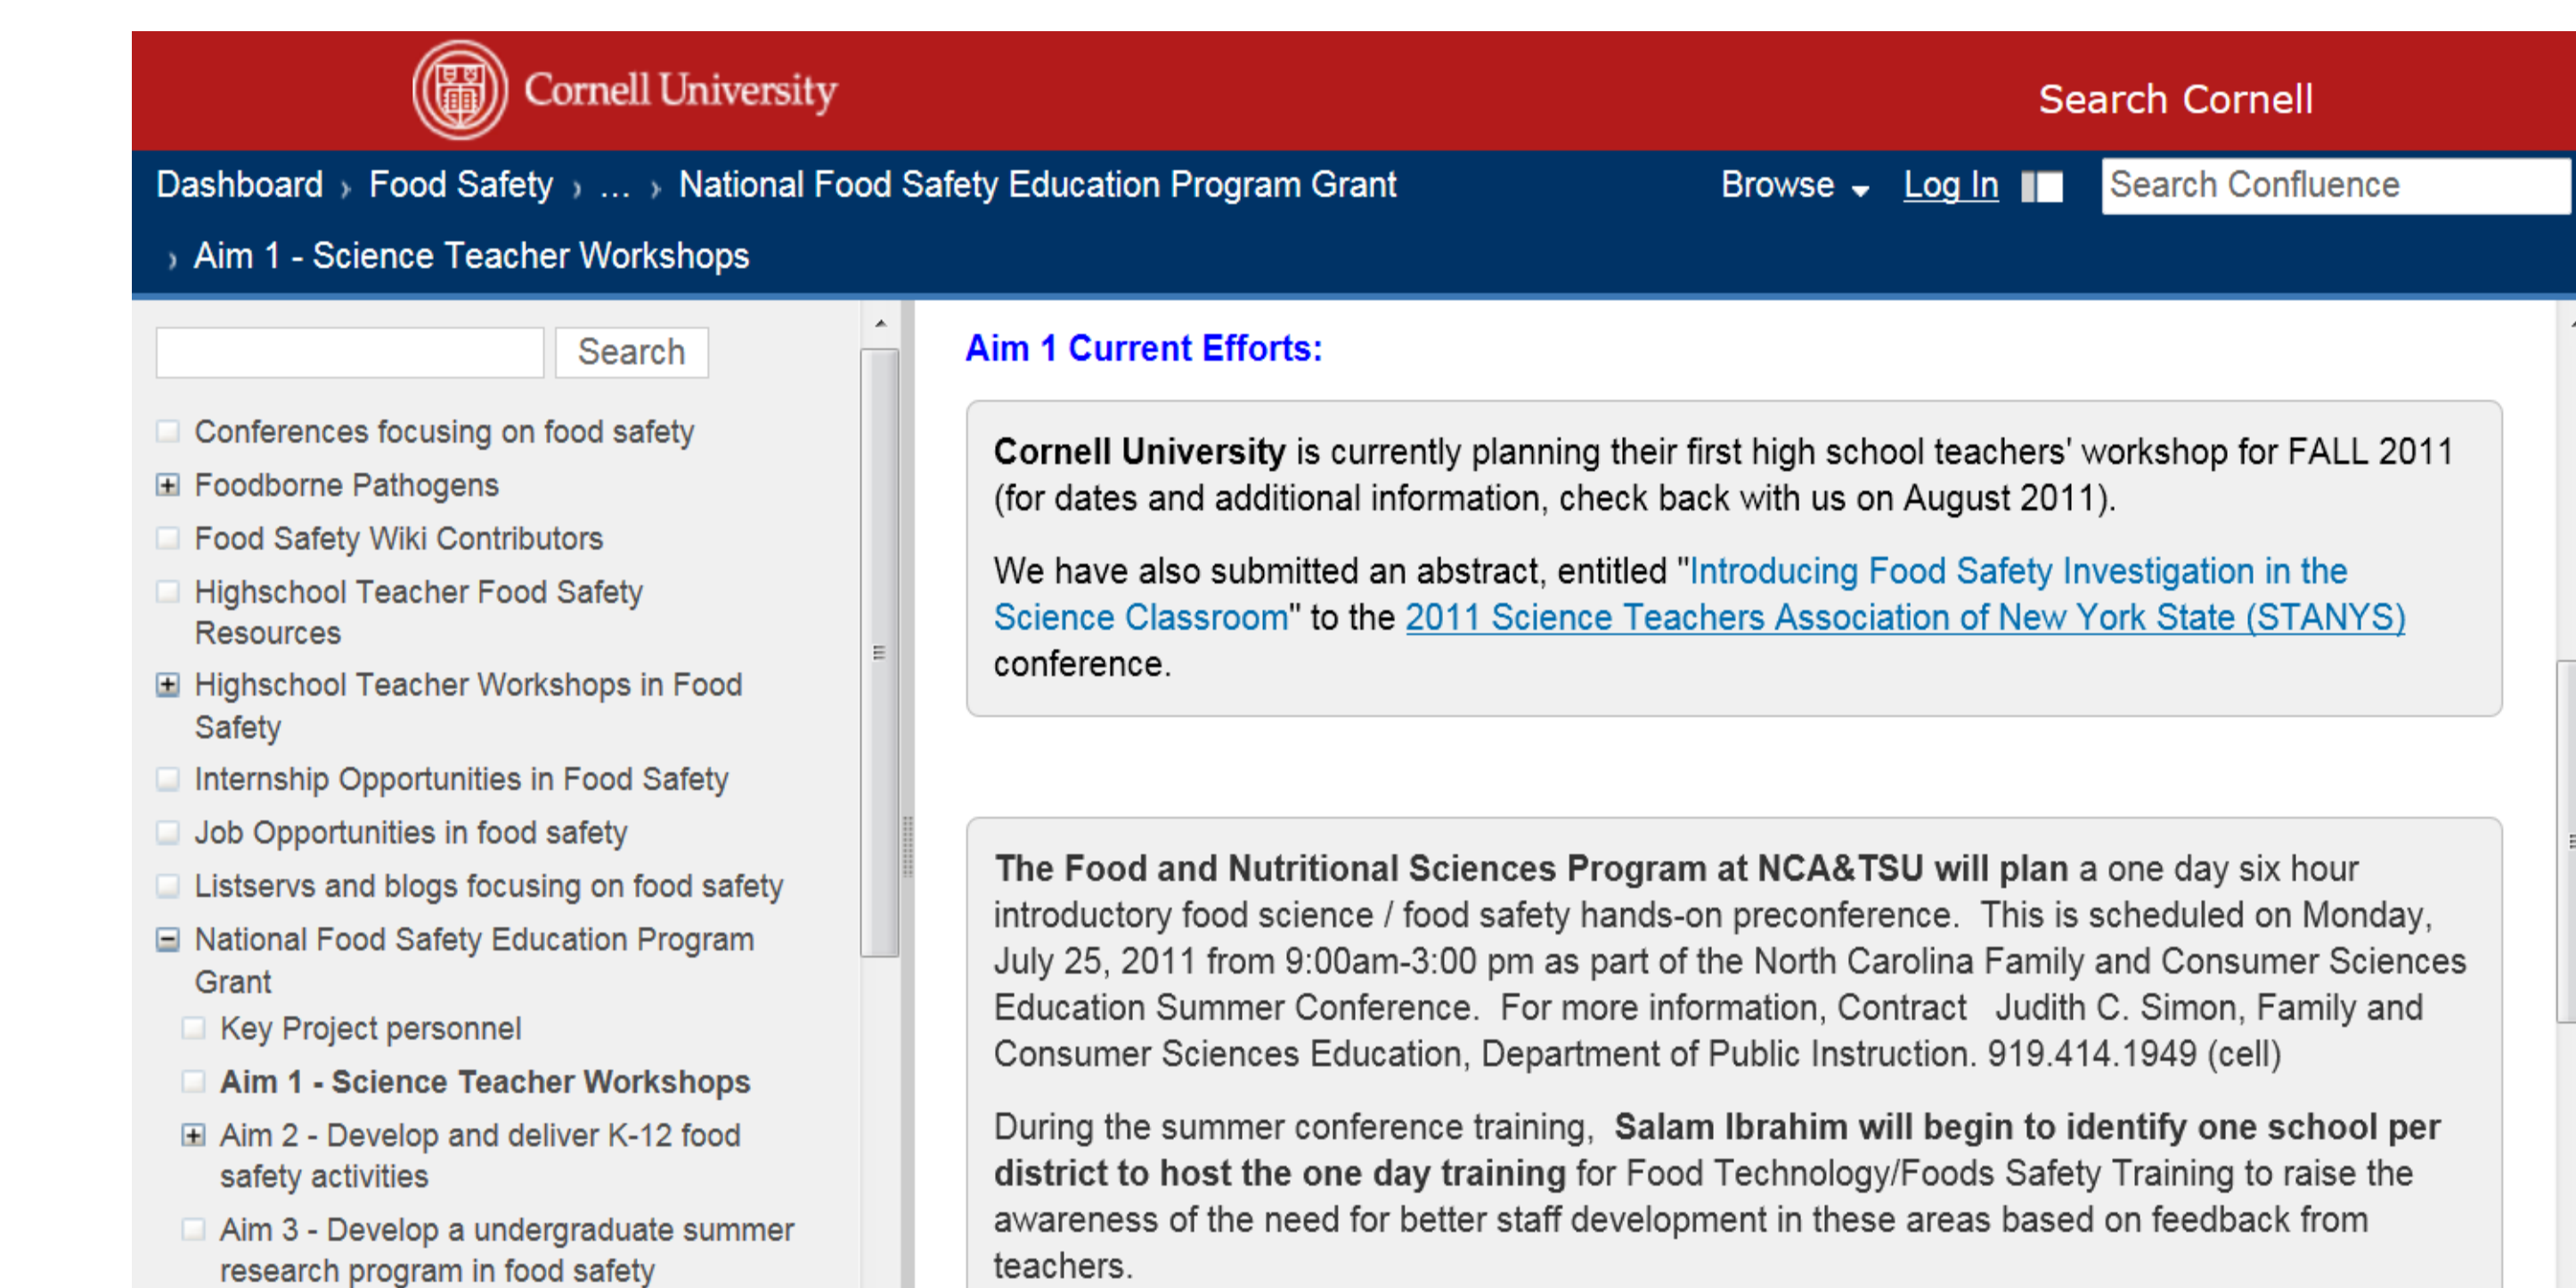 Cornell University
Search Cornell
Dashboard › Food Safety › ... › National Food Safety Education Program Grant
Browse
Log In
Search Confluence
› Aim 1 - Science Teacher Workshops
Search
Conferences focusing on food safety
Foodborne Pathogens
Food Safety Wiki Contributors
Highschool Teacher Food Safety
Resources
Highschool Teacher Workshops in Food
Safety
Internship Opportunities in Food Safety
Job Opportunities in food safety
Listservs and blogs focusing on food safety
National Food Safety Education Program
Grant
Key Project personnel
Aim 1 - Science Teacher Workshops
Aim 2 - Develop and deliver K-12 food
safety activities
Aim 3 - Develop a undergraduate summer
research program in food safety
Aim 1 Current Efforts:
Cornell University is currently planning their first high school teachers' workshop for FALL 2011
(for dates and additional information, check back with us on August 2011).
We have also submitted an abstract, entitled "Introducing Food Safety Investigation in the
Science Classroom" to the 2011 Science Teachers Association of New York State (STANYS)
conference.
The Food and Nutritional Sciences Program at NCA&TSU will plan a one day six hour
introductory food science / food safety hands-on preconference. This is scheduled on Monday,
July 25, 2011 from 9:00am-3:00 pm as part of the North Carolina Family and Consumer Sciences
Education Summer Conference. For more information, Contract Judith C. Simon, Family and
Consumer Sciences Education, Department of Public Instruction. 919.414.1949 (cell)
During the summer conference training, Salam Ibrahim will begin to identify one school per
district to host the one day training for Food Technology/Foods Safety Training to raise the
awareness of the need for better staff development in these areas based on feedback from
teachers.